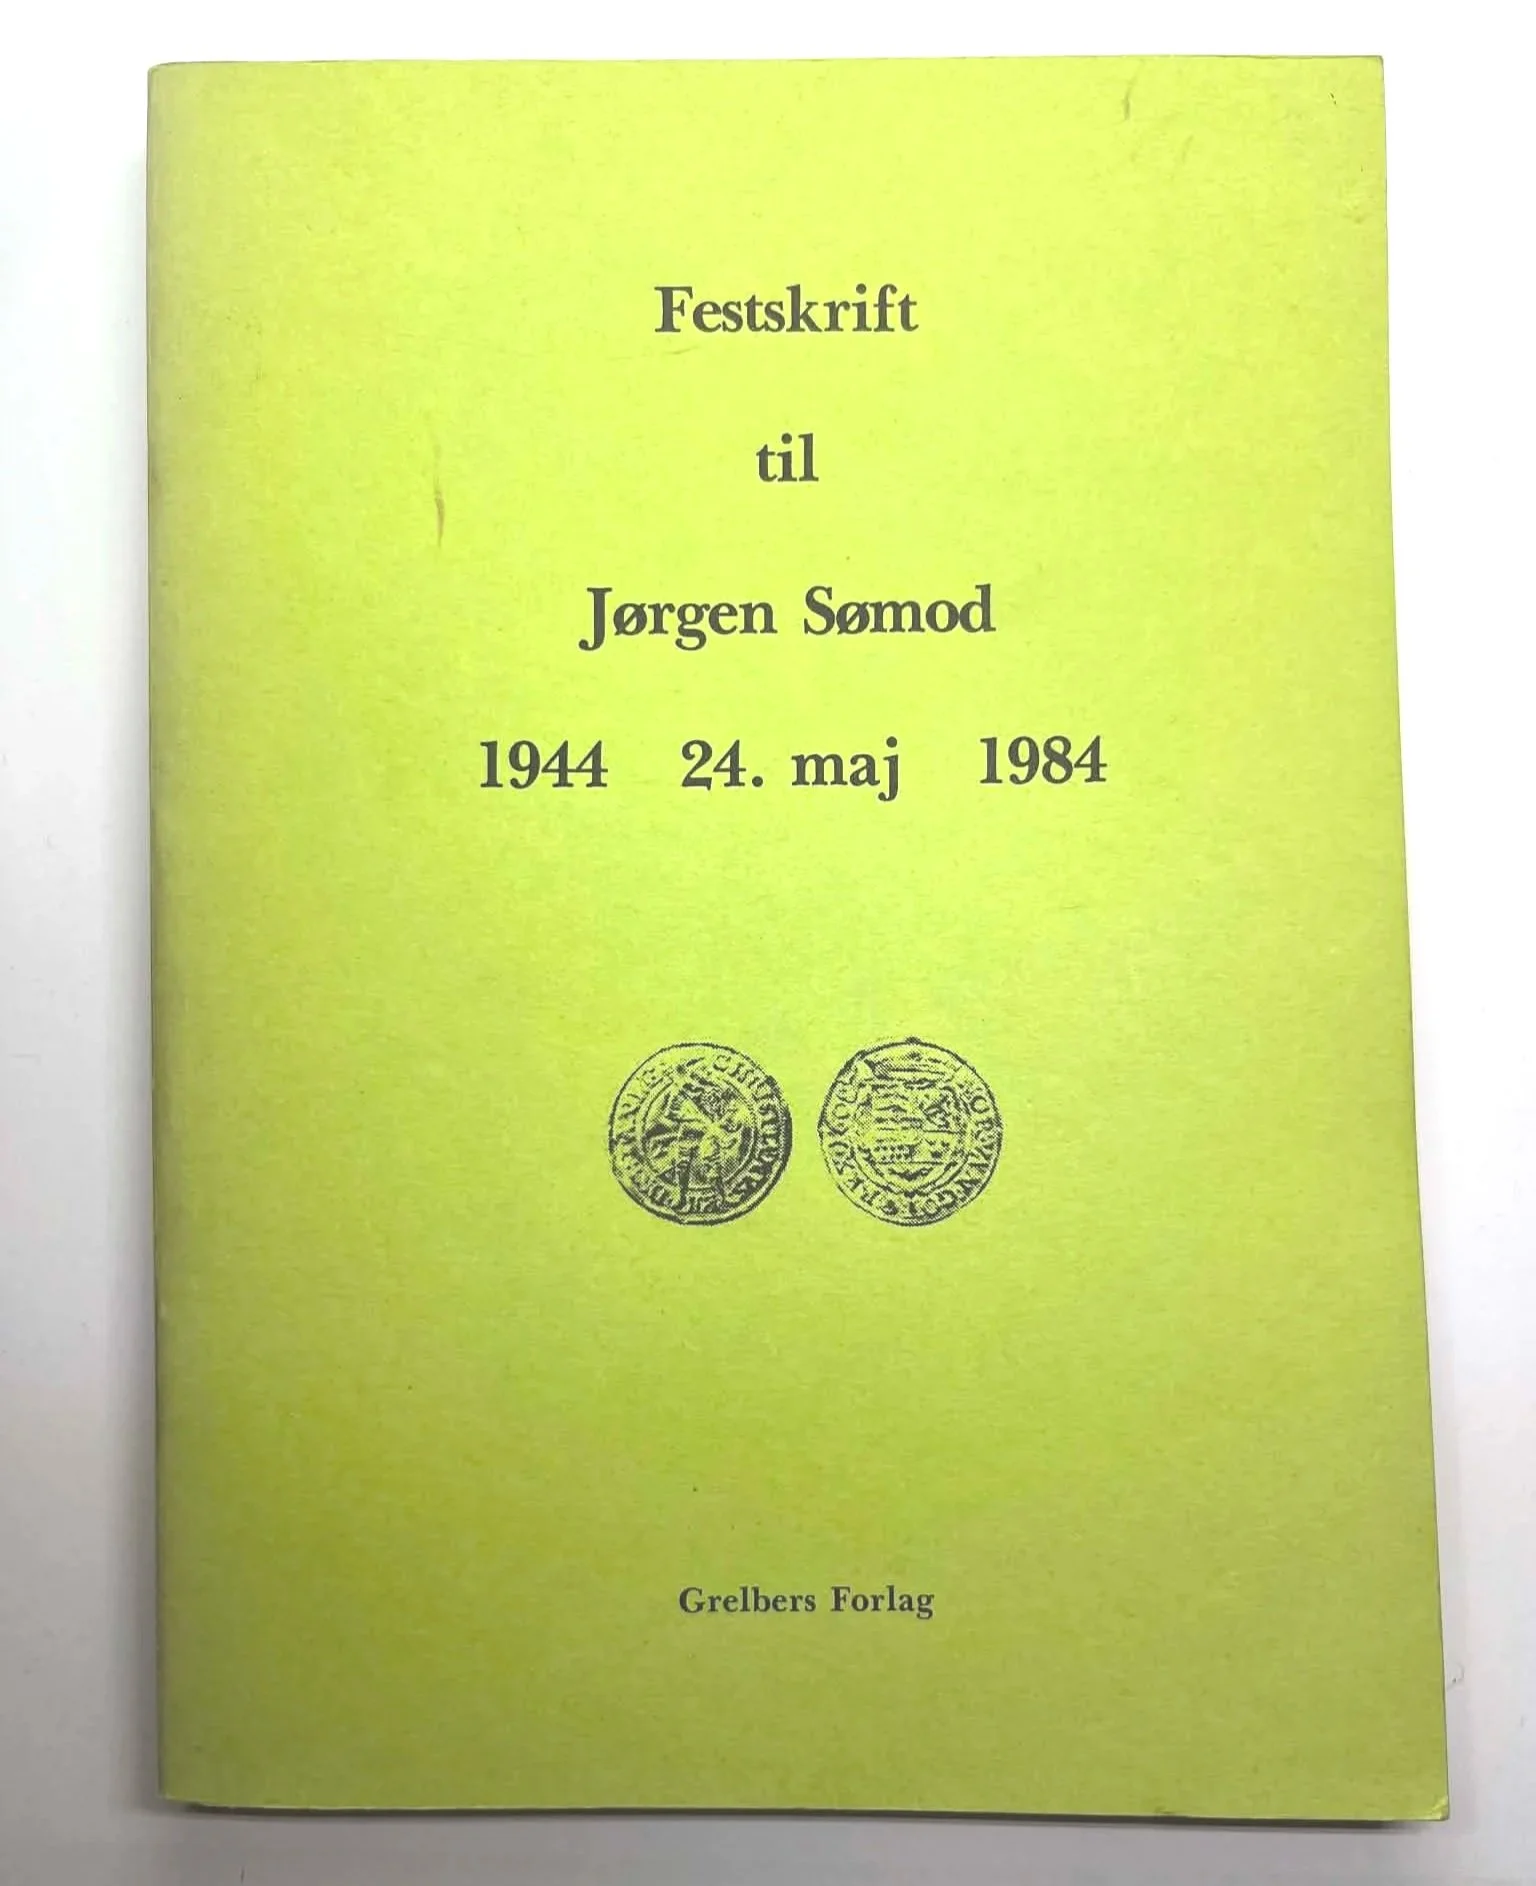 Festskrift
til
Jørgen Sømod
1944 24. maj 1984
Grelbers Forlag